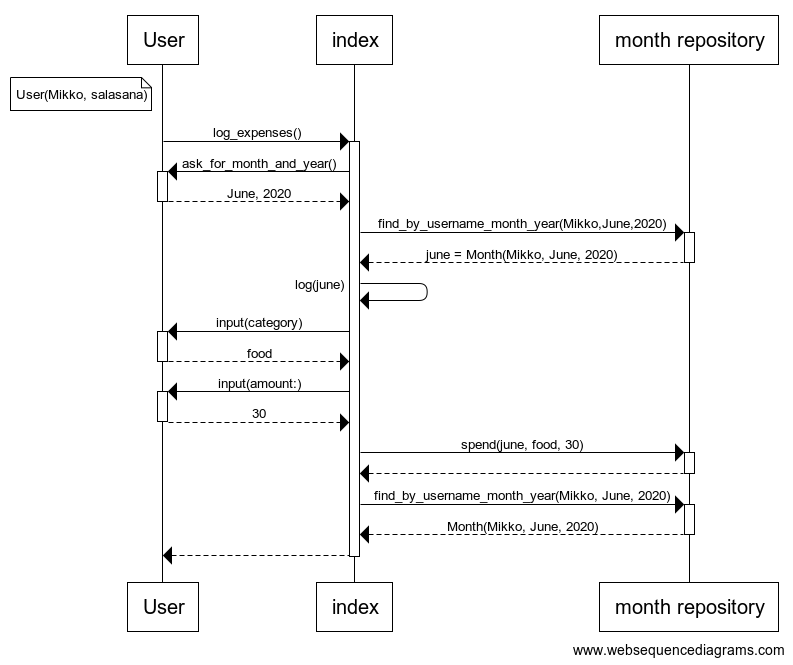 User
index
month repository
User(Mikko, salasana)
log_expenses()
ask_for_month_and_year()
June, 2020
find_by_username_month_year(Mikko,June,2020)
june = Month(Mikko, June, 2020)
log(june)
input(category)
food
input(amount:)
30
spend(june, food, 30)
find_by_username_month_year(Mikko, June, 2020)
Month(Mikko, June, 2020)
User
index
month repository
www.websequencediagrams.com